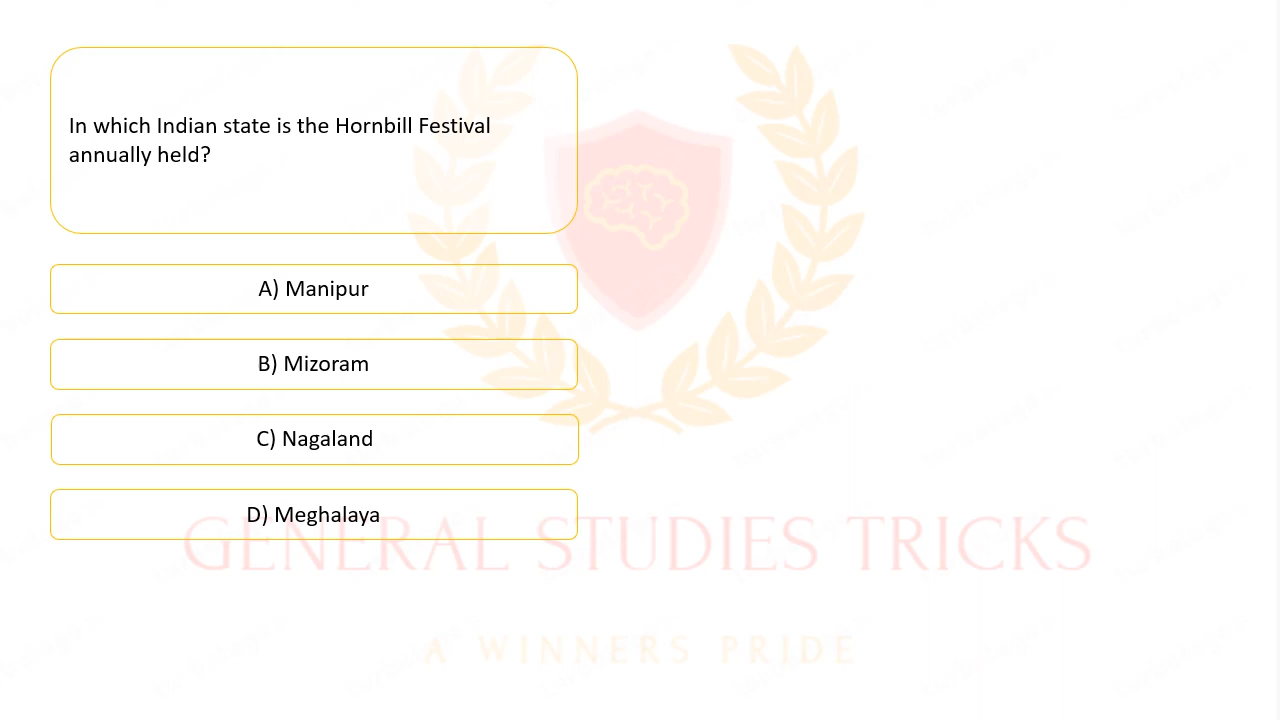 In which Indian state is the Hornbill Festival
annually held?
A) Manipur
B) Mizoram
C) Nagaland
D) Meghalaya
GENERAL STUDIES TRICKS
A WINNERS PRIDE